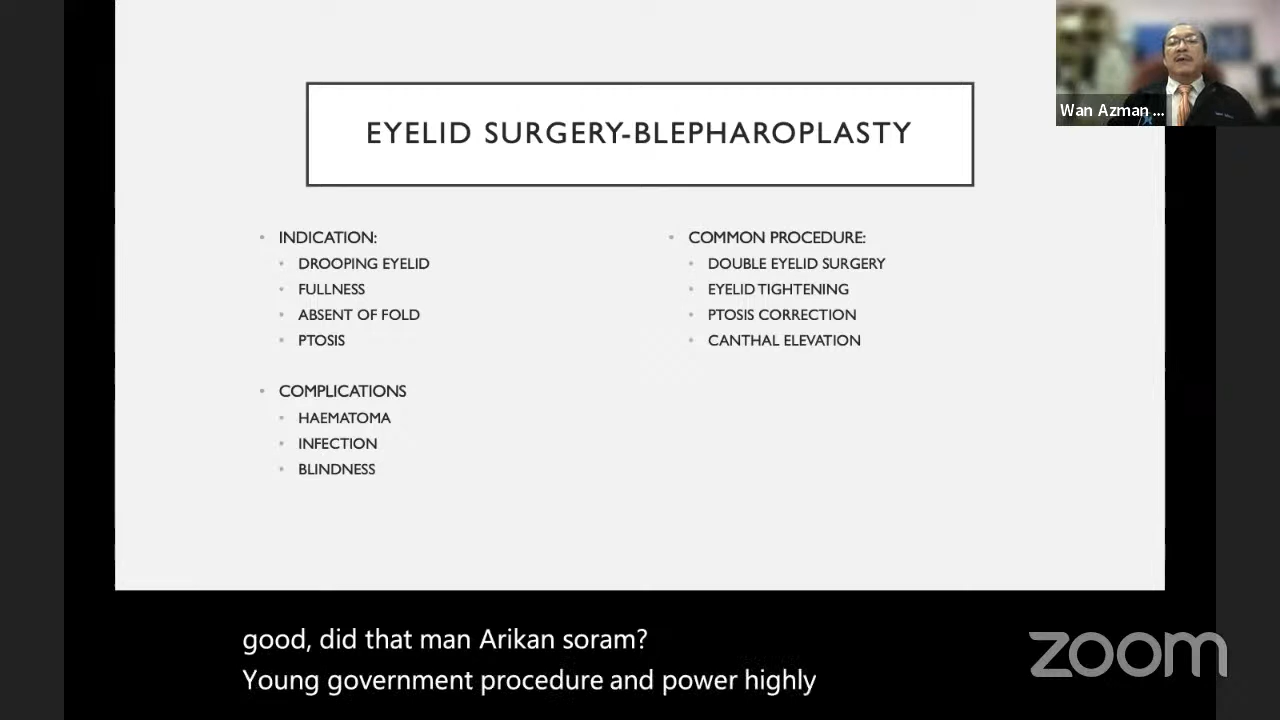 Wan Azman ...
EYELID SURGERY-BLEPHAROPLASTY
INDICATION:
DROOPING EYELID
FULLNESS
ABSENT OF FOLD
PTOSIS
COMPLICATIONS
HAEMATOMA
INFECTION
BLINDNESS
COMMON PROCEDURE:
DOUBLE EYELID SURGERY
EYELID TIGHTENING
PTOSIS CORRECTION
CANTHAL ELEVATION
good, did that man Arikan soram?
Young government procedure and power highly
zoom